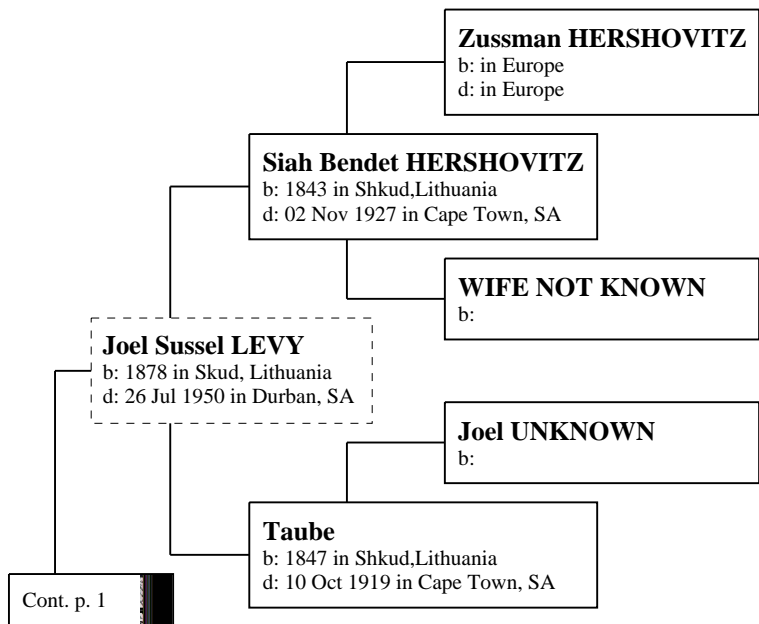 Zussman HERSHOVITZ
b: in Europe
d: in Europe
Siah Bendet HERSHOVITZ
b: 1843 in Shkud,Lithuania
d: 02 Nov 1927 in Cape Town, SA
WIFE NOT KNOWN
b:
Joel Sussel LEVY
b: 1878 in Skud, Lithuania
d: 26 Jul 1950 in Durban, SA
Joel UNKNOWN
b:
Taube
b: 1847 in Shkud,Lithuania
d: 10 Oct 1919 in Cape Town, SA
Cont. p. 1